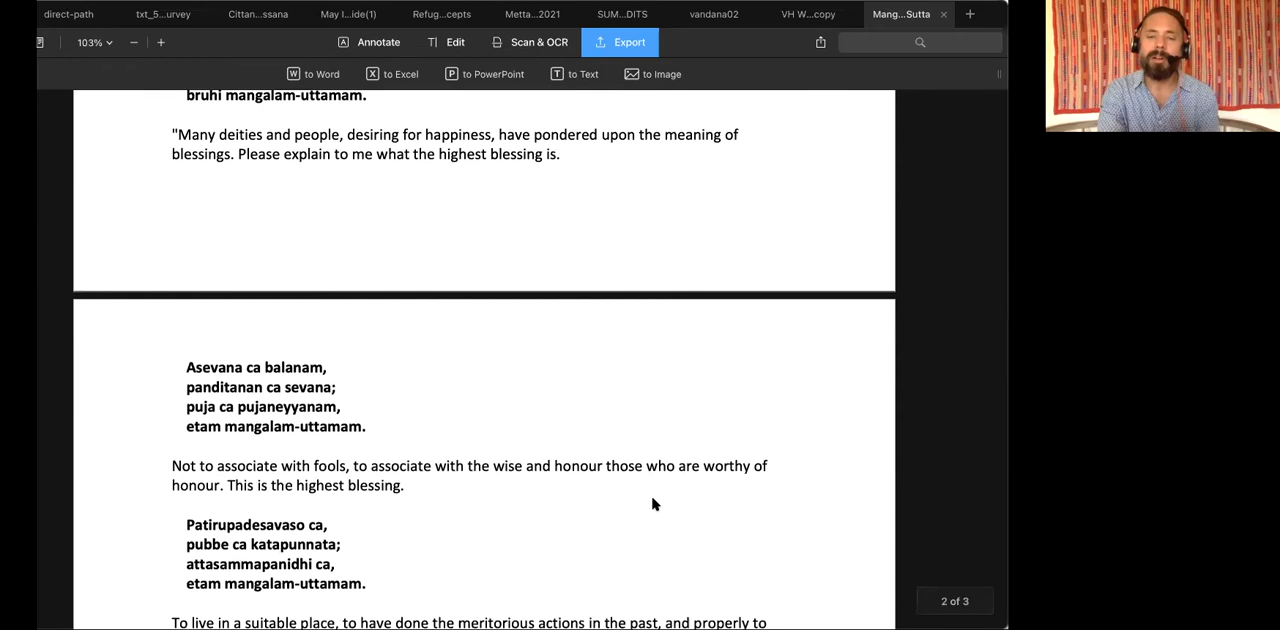 direct-path txt_5...urvey Cittan...ssana May I...ide(1) Refug...cepts Metta...2021 SUM...DITS vandana02 VH W...copy Mang...Sutta
103% Annotate Edit Scan & OCR Export
to Word to Excel to PowerPoint to Text to Image
bruhi mangalam-uttamam.
"Many deities and people, desiring for happiness, have pondered upon the meaning of
blessings. Please explain to me what the highest blessing is.
Asevana ca balanam,
panditanan ca sevana;
puja ca pujaneyyanam,
etam mangalam-uttamam.
Not to associate with fools, to associate with the wise and honour those who are worthy of
honour. This is the highest blessing.
Patirupadesavaso ca,
pubbe ca katapunnata;
attasammapanidhi ca,
etam mangalam-uttamam.
2 of 3
To live in a suitable place, to have done the meritorious actions in the past, and properly to